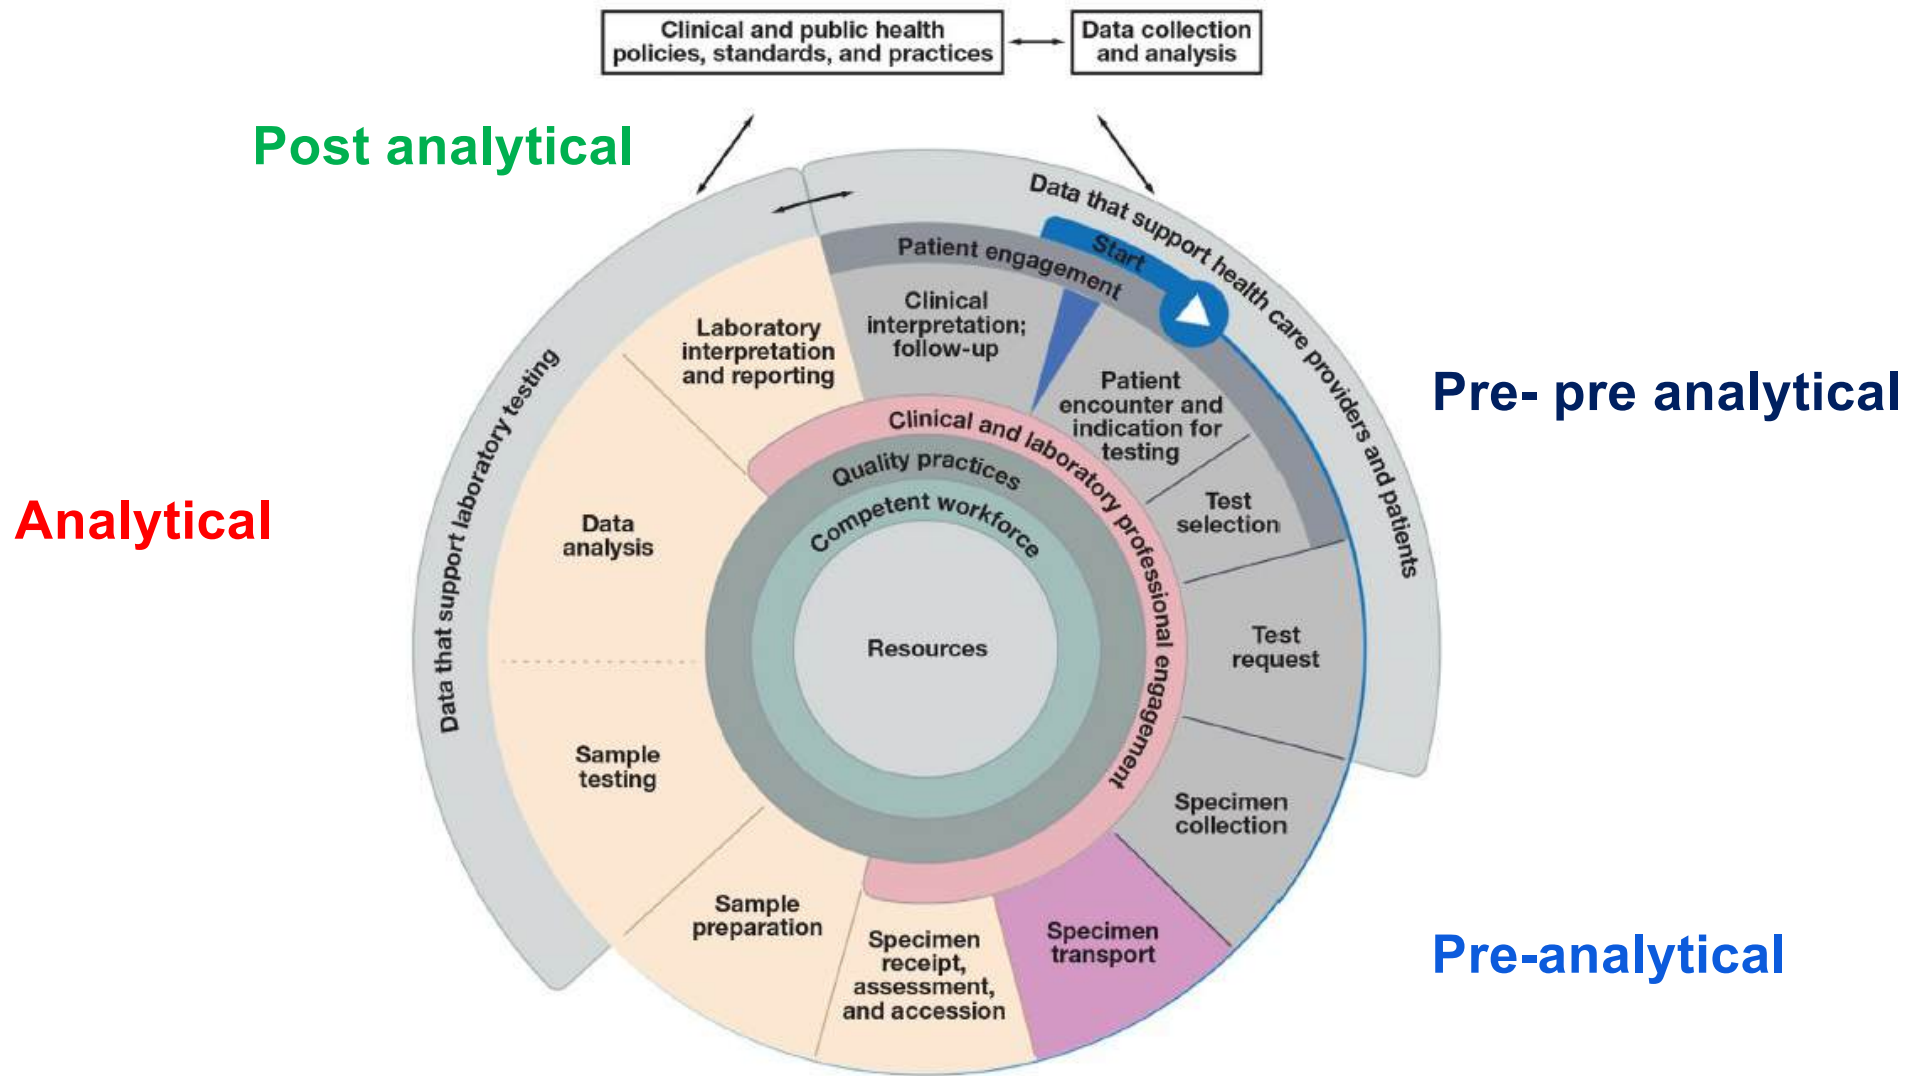 Clinical and public health
policies, standards, and practices
Data collection
and analysis
Post analytical
Data that support health care providers and patients
Start
Patient engagement
Clinical
interpretation;
follow-up
Laboratory
interpretation
and reporting
Patient
encounter and
indication for
testing
Pre- pre analytical
Data that support laboratory testing
Clinical and laboratory professional engagement
Quality practices
Competent workforce
Test
selection
Analytical
Data
analysis
Resources
Test
request
Sample
testing
Specimen
collection
Sample
preparation
Specimen
receipt,
assessment,
and accession
Specimen
transport
Pre-analytical